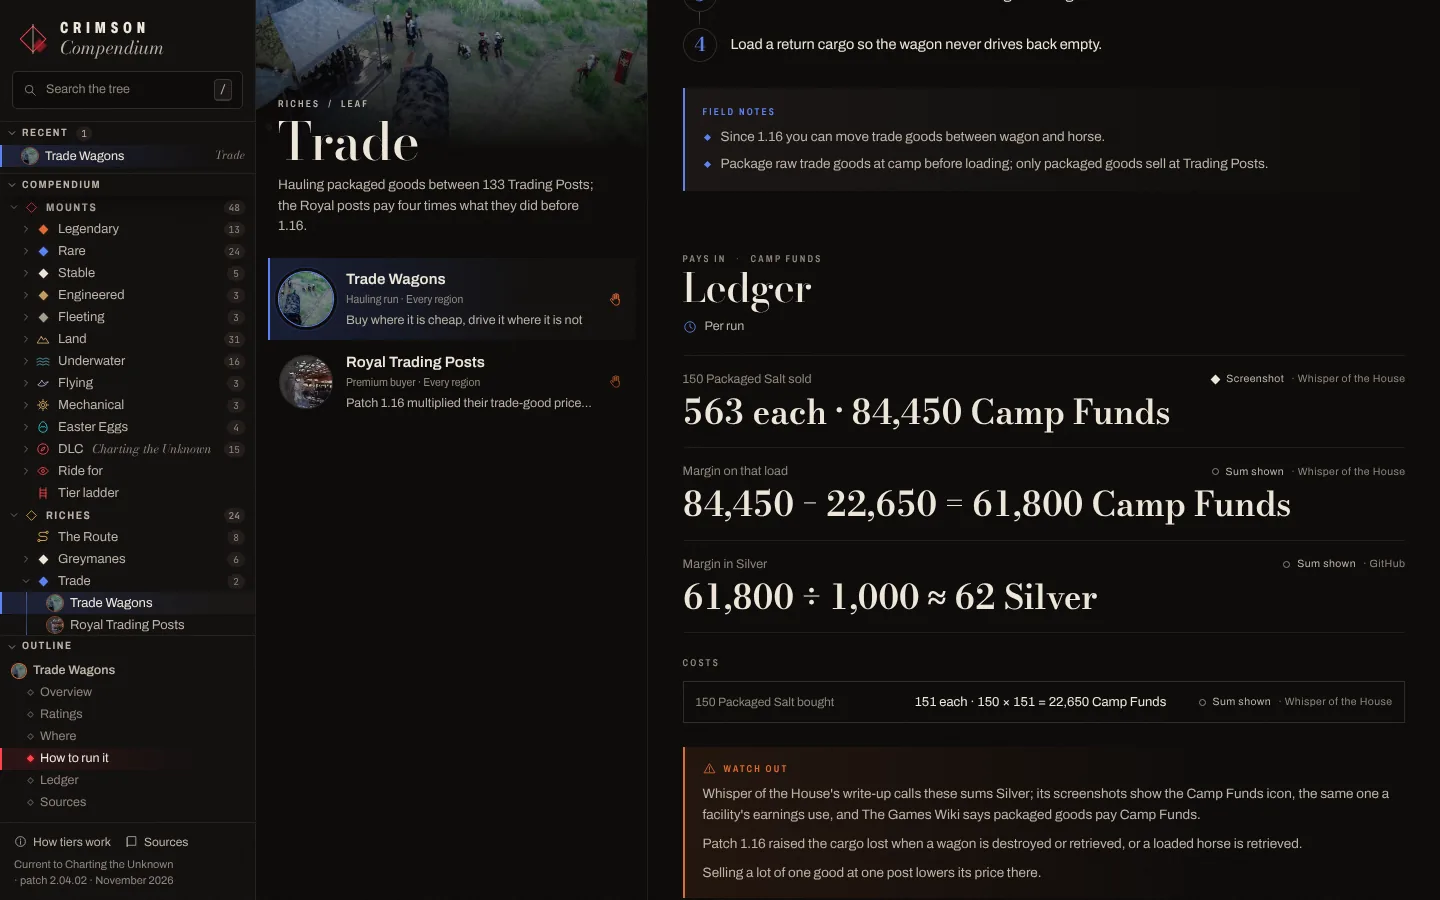 CRIMSON
Compendium
Search the tree
/
RECENT 1
Trade Wagons Trade
COMPENDIUM
MOUNTS 48
Legendary 13
Rare 24
Stable 5
Engineered 3
Fleeting 3
Land 31
Underwater 16
Flying 3
Mechanical 3
Easter Eggs 4
DLC Charting the Unknown 15
Ride for
Tier ladder
RICHES 24
The Route 8
Greymanes 6
Trade 2
Trade Wagons
Royal Trading Posts
OUTLINE
Trade Wagons
Overview
Ratings
Where
How to run it
Ledger
Sources
How tiers work Sources
Current to Charting the Unknown
· patch 2.04.02 · November 2026
RICHES / LEAF
Trade
Hauling packaged goods between 133 Trading Posts;
the Royal posts pay four times what they did before
1.16.
Trade Wagons
Hauling run · Every region
Buy where it is cheap, drive it where it is not
Royal Trading Posts
Premium buyer · Every region
Patch 1.16 multiplied their trade-good price...
4 Load a return cargo so the wagon never drives back empty.
FIELD NOTES
Since 1.16 you can move trade goods between wagon and horse.
Package raw trade goods at camp before loading; only packaged goods sell at Trading Posts.
PAYS IN · CAMP FUNDS
Ledger
Per run
150 Packaged Salt sold Screenshot · Whisper of the House
563 each · 84,450 Camp Funds
Margin on that load Sum shown · Whisper of the House
84,450 − 22,650 = 61,800 Camp Funds
Margin in Silver Sum shown · GitHub
61,800 ÷ 1,000 ≈ 62 Silver
COSTS
150 Packaged Salt bought 151 each · 150 × 151 = 22,650 Camp Funds Sum shown · Whisper of the House
WATCH OUT
Whisper of the House's write-up calls these sums Silver; its screenshots show the Camp Funds icon, the same one a
facility's earnings use, and The Games Wiki says packaged goods pay Camp Funds.
Patch 1.16 raised the cargo lost when a wagon is destroyed or retrieved, or a loaded horse is retrieved.
Selling a lot of one good at one post lowers its price there.